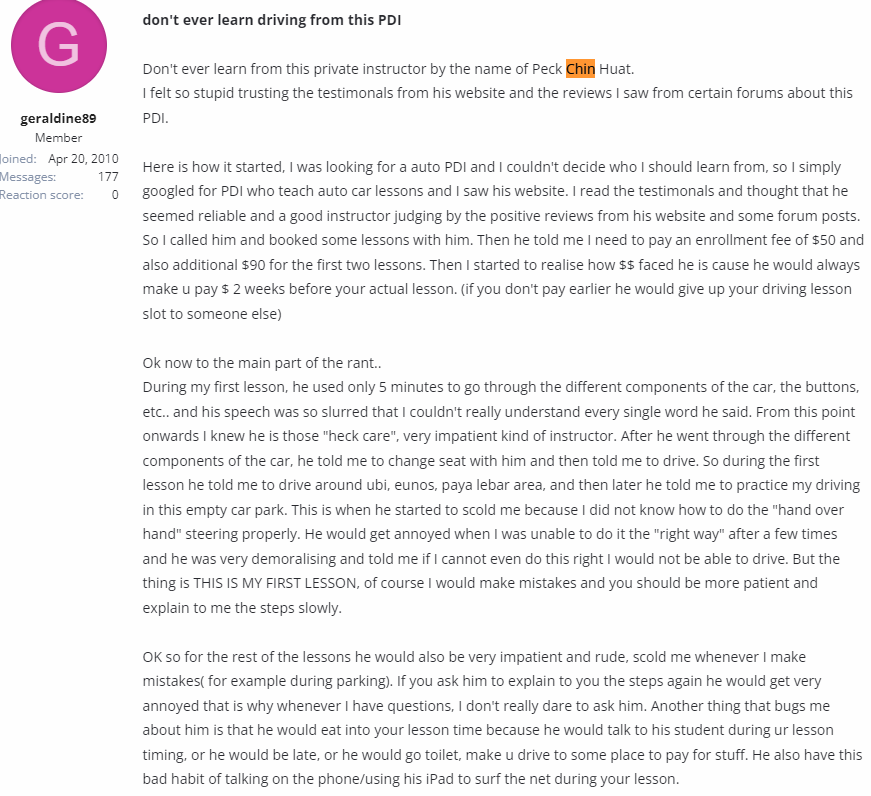 G
don't ever learn driving from this PDI
Don't ever learn from this private instructor by the name of Peck Chin Huat.
I felt so stupid trusting the testimonals from his website and the reviews I saw from certain forums about this
PDI.
geraldine89
Member
Joined: Apr 20, 2010
Messages: 177
Reaction score: 0
Here is how it started, I was looking for a auto PDI and I couldn't decide who I should learn from, so I simply
googled for PDI who teach auto car lessons and I saw his website. I read the testimonals and thought that he
seemed reliable and a good instructor judging by the positive reviews from his website and some forum posts.
So I called him and booked some lessons with him. Then he told me I need to pay an enrollment fee of $50 and
also additional $90 for the first two lessons. Then I started to realise how $$ faced he is cause he would always
make u pay $ 2 weeks before your actual lesson. (if you don't pay earlier he would give up your driving lesson
slot to someone else)
Ok now to the main part of the rant..
During my first lesson, he used only 5 minutes to go through the different components of the car, the buttons,
etc.. and his speech was so slurred that I couldn't really understand every single word he said. From this point
onwards I knew he is those "heck care", very impatient kind of instructor. After he went through the different
components of the car, he told me to change seat with him and then told me to drive. So during the first
lesson he told me to drive around ubi, eunos, paya lebar area, and then later he told me to practice my driving
in this empty car park. This is when he started to scold me because I did not know how to do the "hand over
hand" steering properly. He would get annoyed when I was unable to do it the "right way" after a few times
and he was very demoralising and told me if I cannot even do this right I would not be able to drive. But the
thing is THIS IS MY FIRST LESSON, of course I would make mistakes and you should be more patient and
explain to me the steps slowly.
OK so for the rest of the lessons he would also be very impatient and rude, scold me whenever I make
mistakes( for example during parking). If you ask him to explain to you the steps again he would get very
annoyed that is why whenever I have questions, I don't really dare to ask him. Another thing that bugs me
about him is that he would eat into your lesson time because he would talk to his student during ur lesson
timing, or he would be late, or he would go toilet, make u drive to some place to pay for stuff. He also have this
bad habit of talking on the phone/using his iPad to surf the net during your lesson.